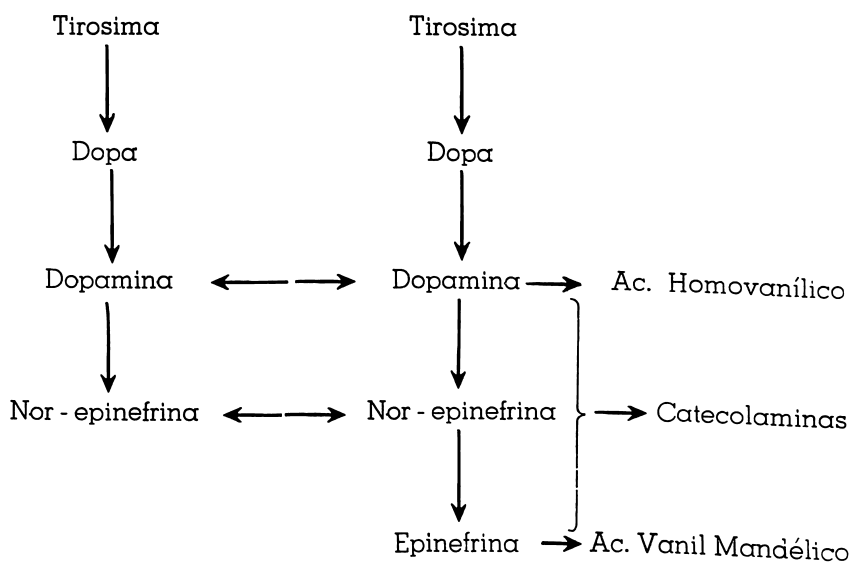 Tirosima Tirosima
Dopa Dopa
Dopamina Dopamina Ac. Homovanílico
Nor - epinefrina Nor - epinefrina Catecolaminas
Epinefrina Ac. Vanil Mandélico